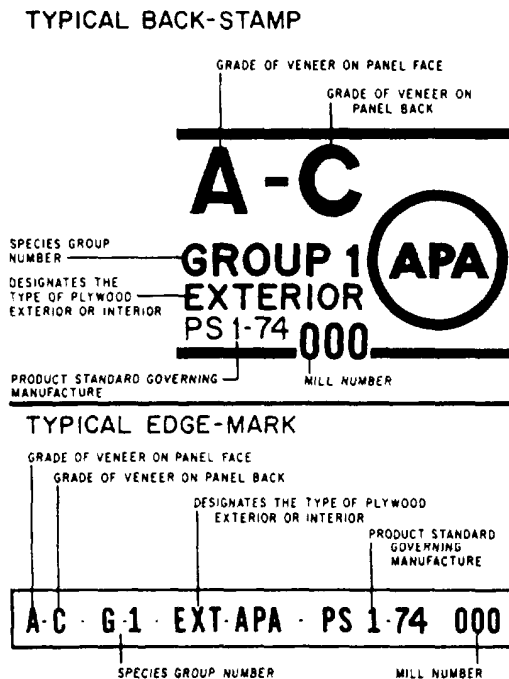 TYPICAL BACK-STAMP
GRADE OF VENEER ON PANEL FACE
GRADE OF VENEER ON
PANEL BACK
A-C
SPECIES GROUP
NUMBER
GROUP 1
APA
DESIGNATES THE
TYPE OF PLYWOOD
EXTERIOR OR INTERIOR
EXTERIOR
PS 1-74
000
PRODUCT STANDARD GOVERNING
MANUFACTURE
MILL NUMBER
TYPICAL EDGE-MARK
GRADE OF VENEER ON PANEL FACE
GRADE OF VENEER ON PANEL BACK
DESIGNATES THE TYPE OF PLYWOOD
EXTERIOR OR INTERIOR
PRODUCT STANDARD
GOVERNING
MANUFACTURE
A·C · G·1 · EXT·APA · PS 1·74 000
SPECIES GROUP NUMBER
MILL NUMBER